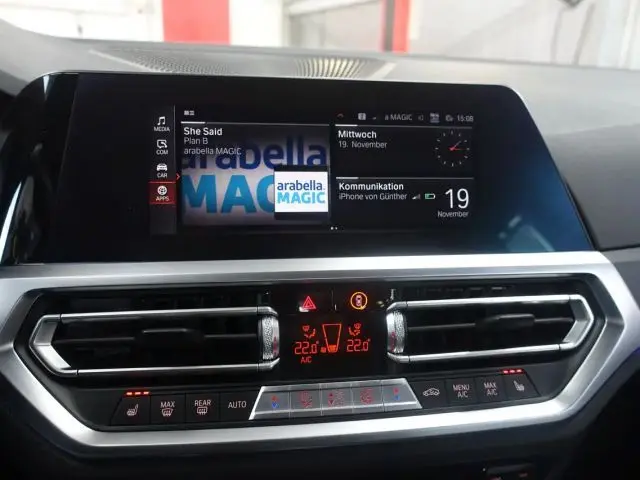 a MAGIC 15:08
MEDIA
COM
CAR
APPS
She Said
Plan B
arabella MAGIC
arabella
MAGIC
arabella
MAGIC
Mittwoch
19. November
Kommunikation
iPhone von Günther
19
November
22.0
A/C
22.0
MAX
REAR
AUTO
MENU
A/C
MAX
A/C